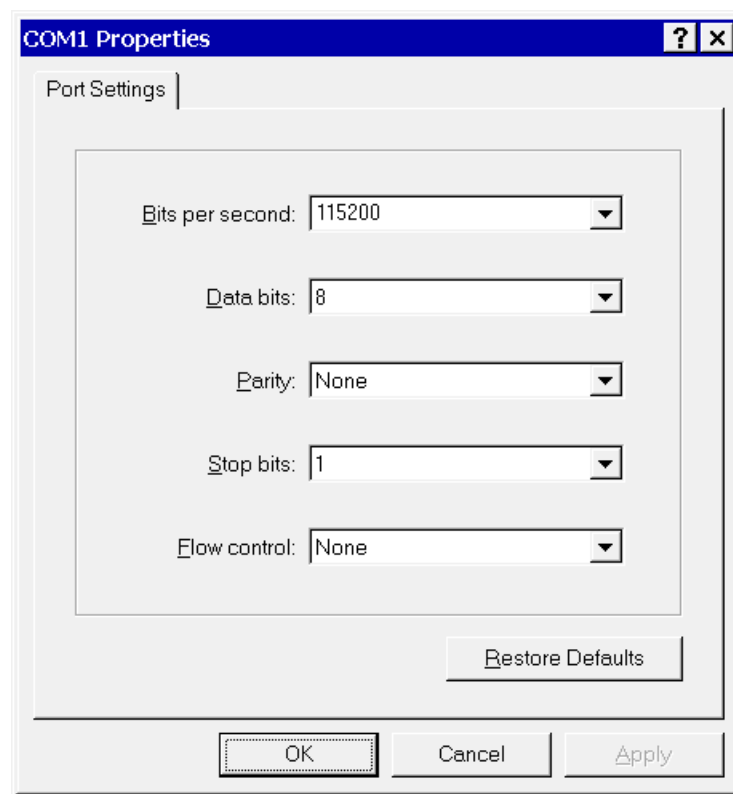 COM1 Properties
Port Settings
Bits per second: 115200
Data bits: 8
Parity: None
Stop bits: 1
Flow control: None
Restore Defaults
OK Cancel Apply